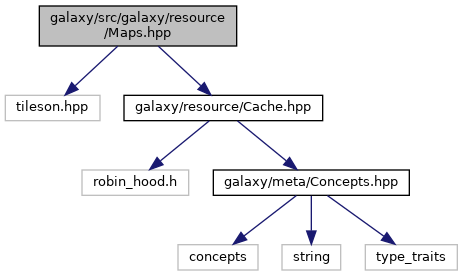 galaxy/src/galaxy/resource
/Maps.hpp
tileson.hpp
galaxy/resource/Cache.hpp
robin_hood.h
galaxy/meta/Concepts.hpp
concepts
string
type_traits